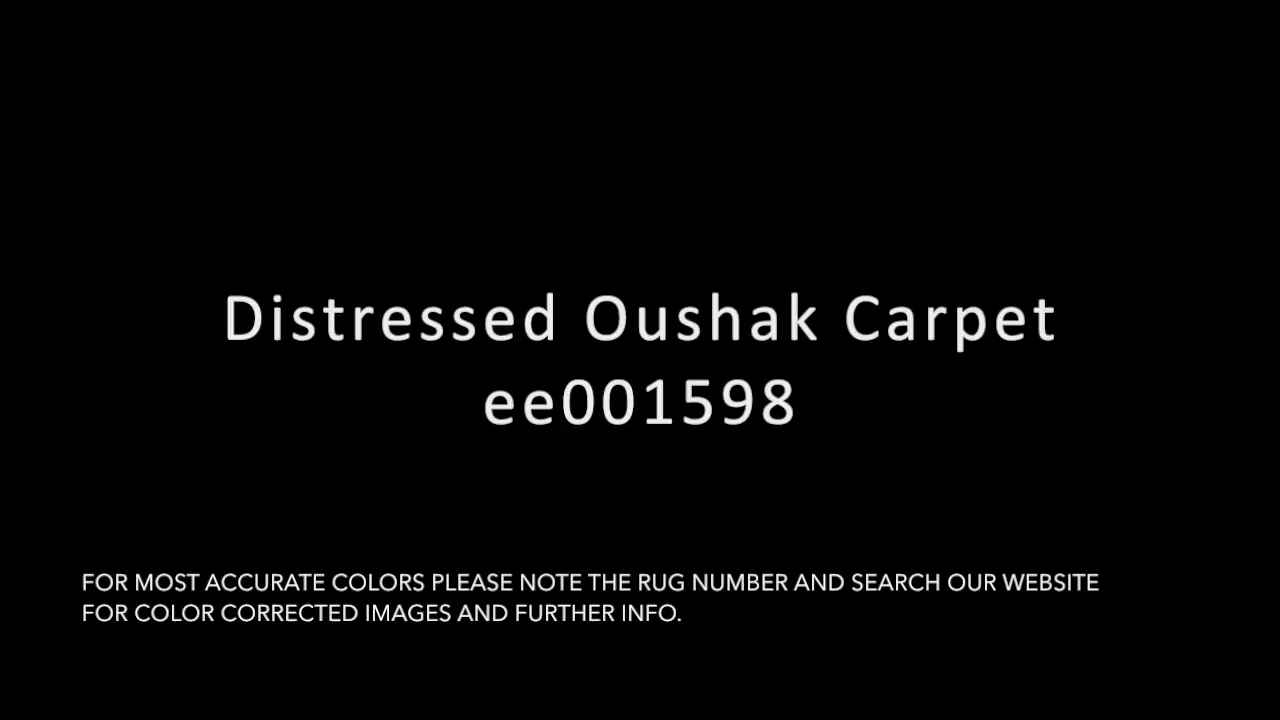 Distressed Oushak Carpet
ee001598
FOR MOST ACCURATE COLORS PLEASE NOTE THE RUG NUMBER AND SEARCH OUR WEBSITE
FOR COLOR CORRECTED IMAGES AND FURTHER INFO.